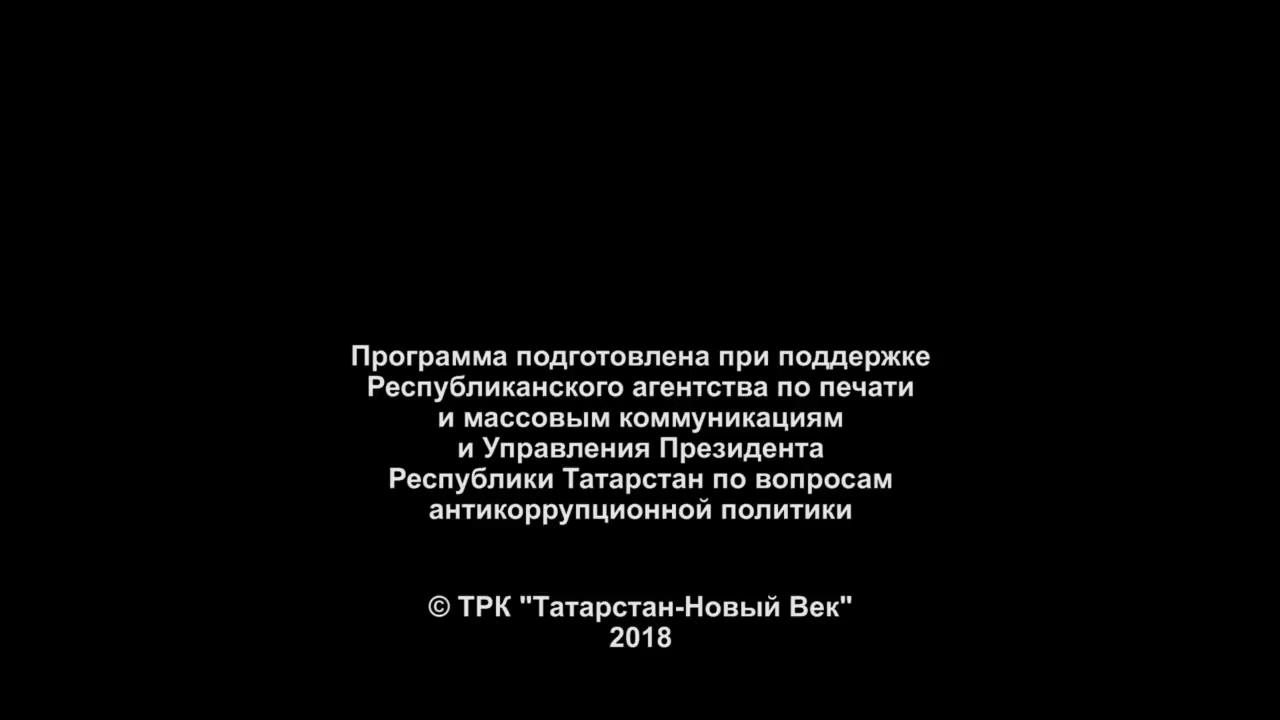 Программа подготовлена при поддержке
Республиканского агентства по печати
и массовым коммуникациям
и Управления Президента
Республики Татарстан по вопросам
антикоррупционной политики
© ТРК "Татарстан-Новый Век"
2018